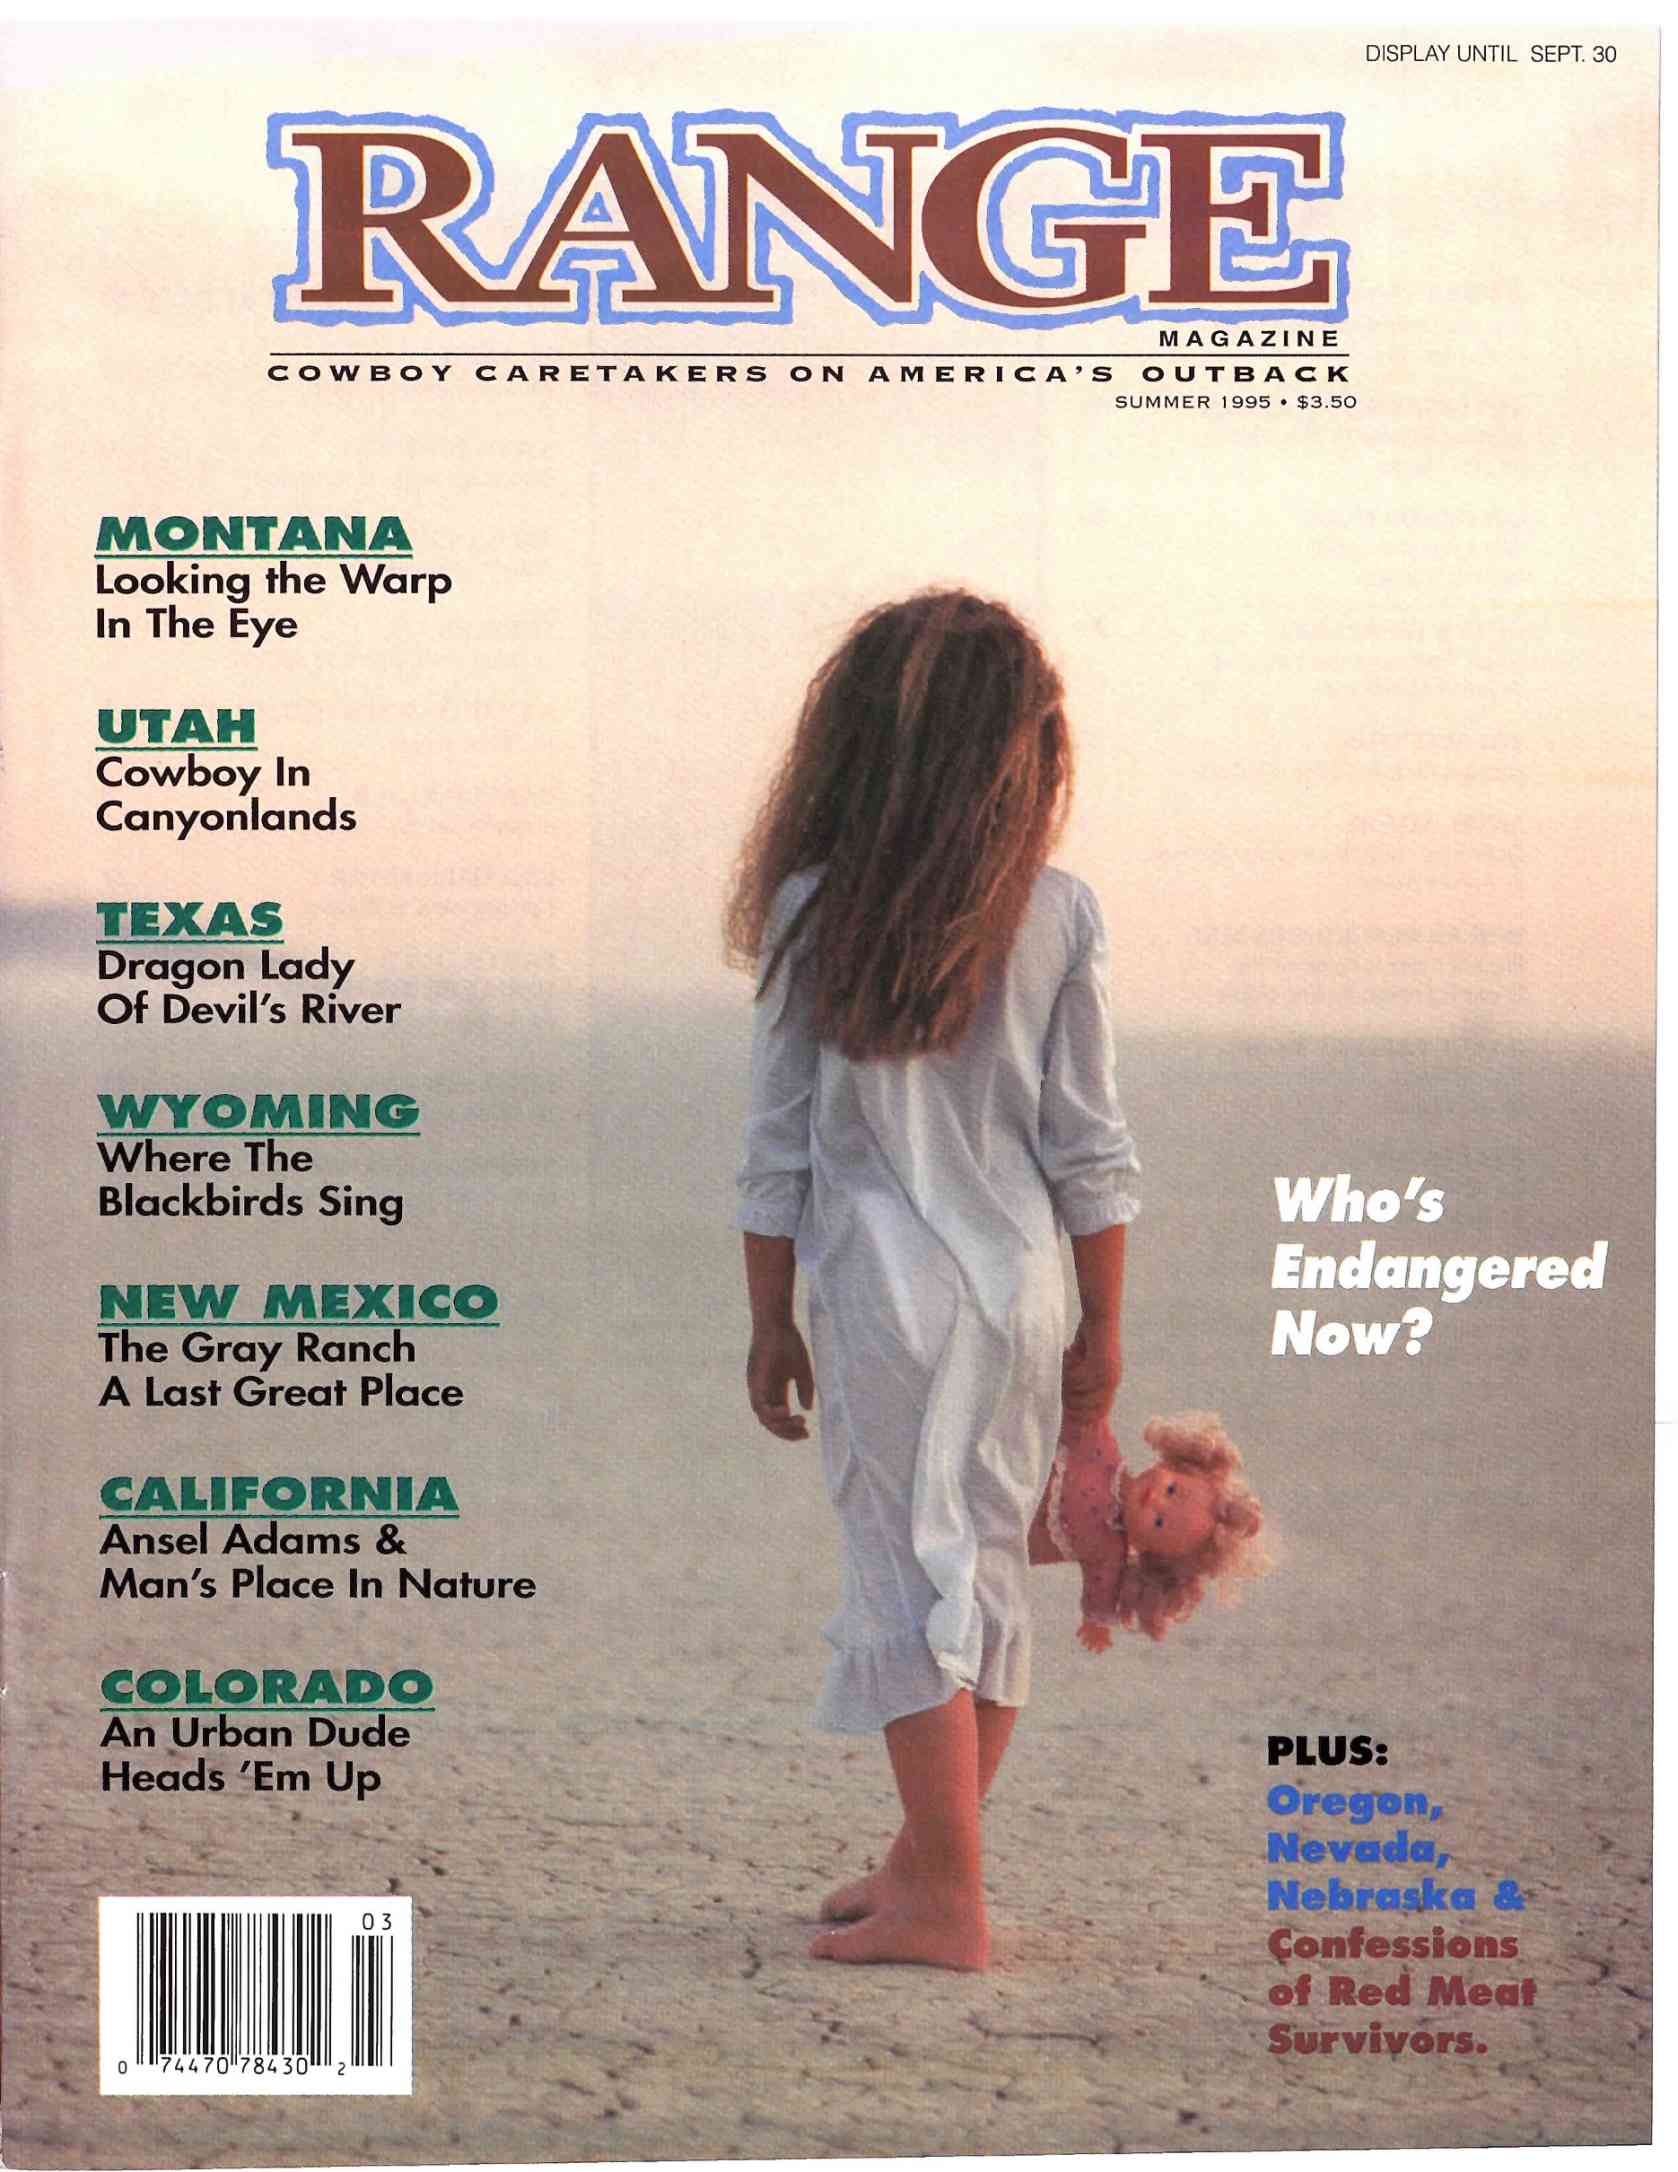 DISPLAY UNTIL SEPT. 30
RANGE
MAGAZINE
COWBOY CARETAKERS ON AMERICA'S OUTBACK
SUMMER 1995 • $3.50
MONTANA
Looking the Warp
In The Eye
UTAH
Cowboy In
Canyonlands
TEXAS
Dragon Lady
Of Devil's River
WYOMING
Where The
Blackbirds Sing
NEW MEXICO
The Gray Ranch
A Last Great Place
CALIFORNIA
Ansel Adams &
Man's Place In Nature
COLORADO
An Urban Dude
Heads 'Em Up
Who's
Endangered
Now?
PLUS:
Oregon,
Nevada,
Nebraska &
Confessions
of Red Meat
Survivors.
03
0 74470 78430 2